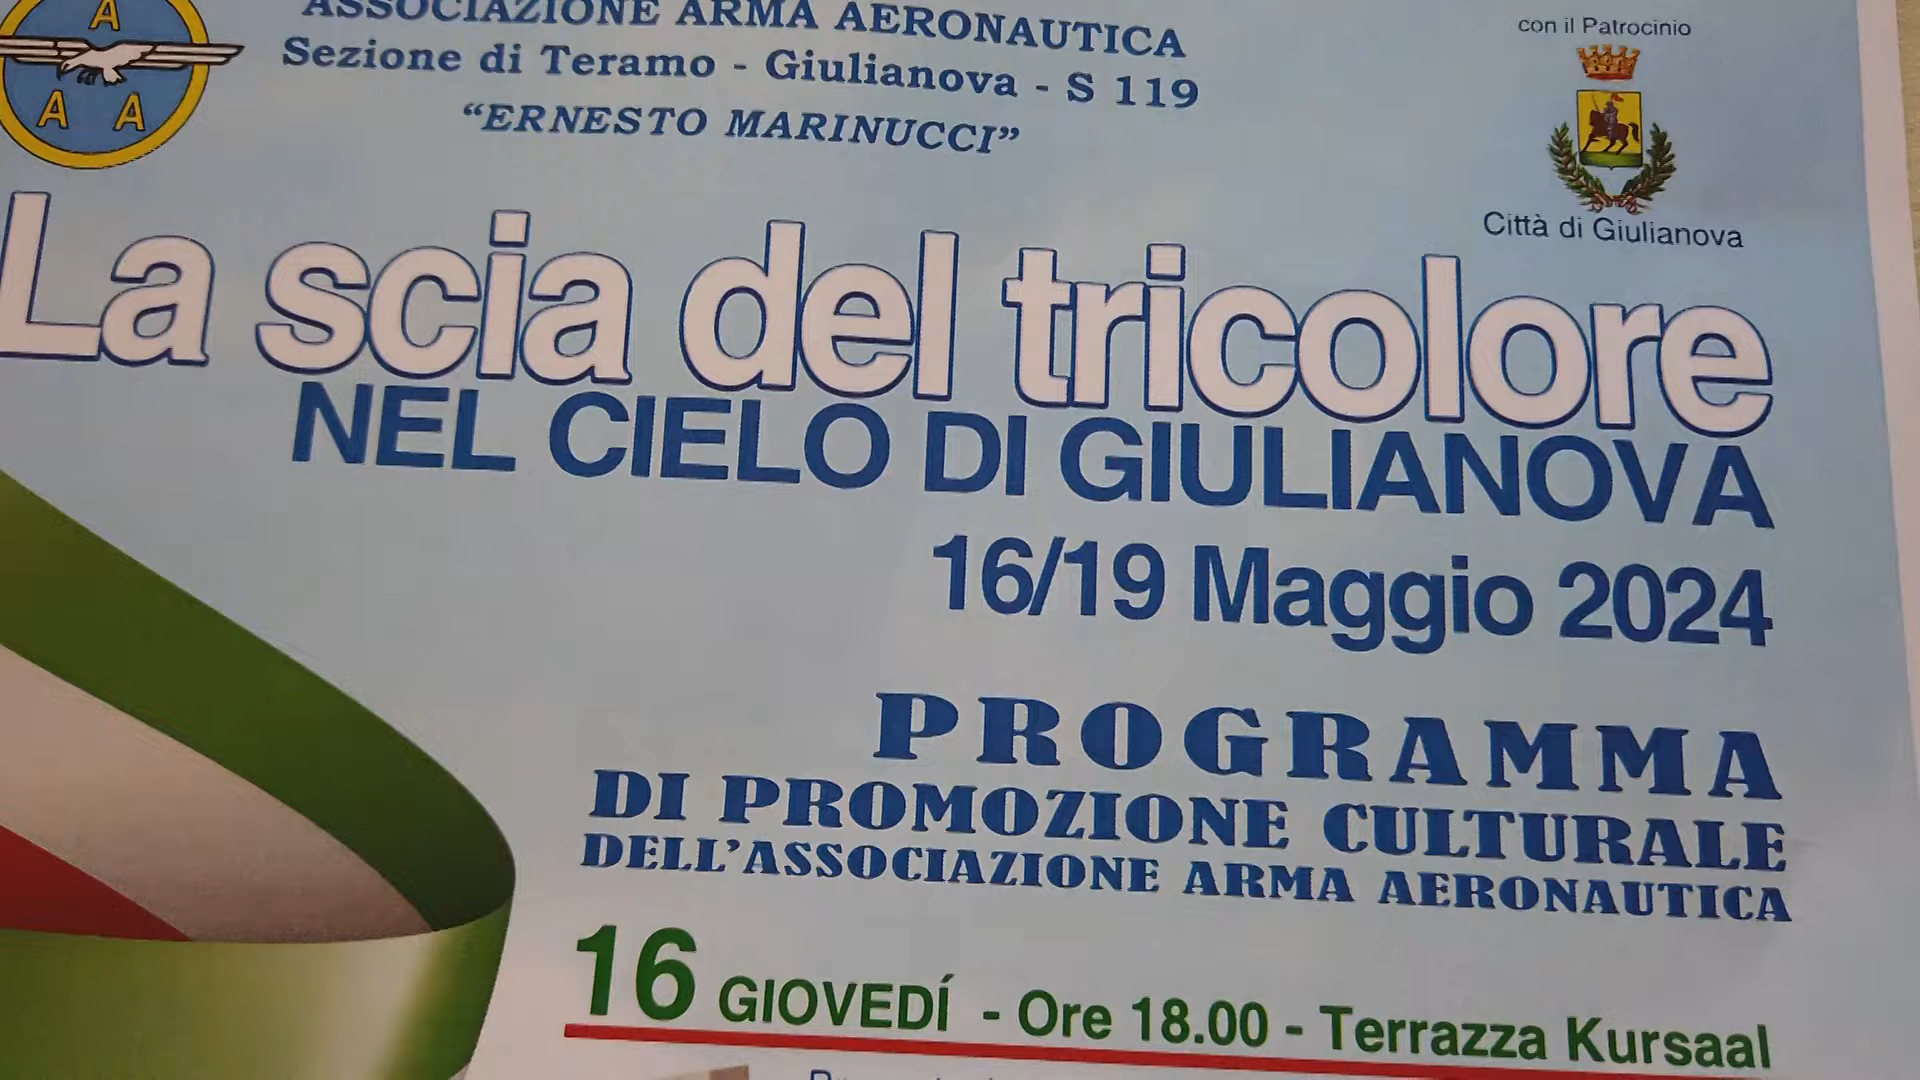 A
A A
ASSOCIAZIONE ARMA AERONAUTICA
Sezione di Teramo - Giulianova - S 119
“ERNESTO MARINUCCI”
con il Patrocinio
Città di Giulianova
La scia del tricolore
NEL CIELO DI GIULIANOVA
16/19 Maggio 2024
PROGRAMMA
DI PROMOZIONE CULTURALE
DELL’ASSOCIAZIONE ARMA AERONAUTICA
16 GIOVEDÍ - Ore 18.00 - Terrazza Kursaal